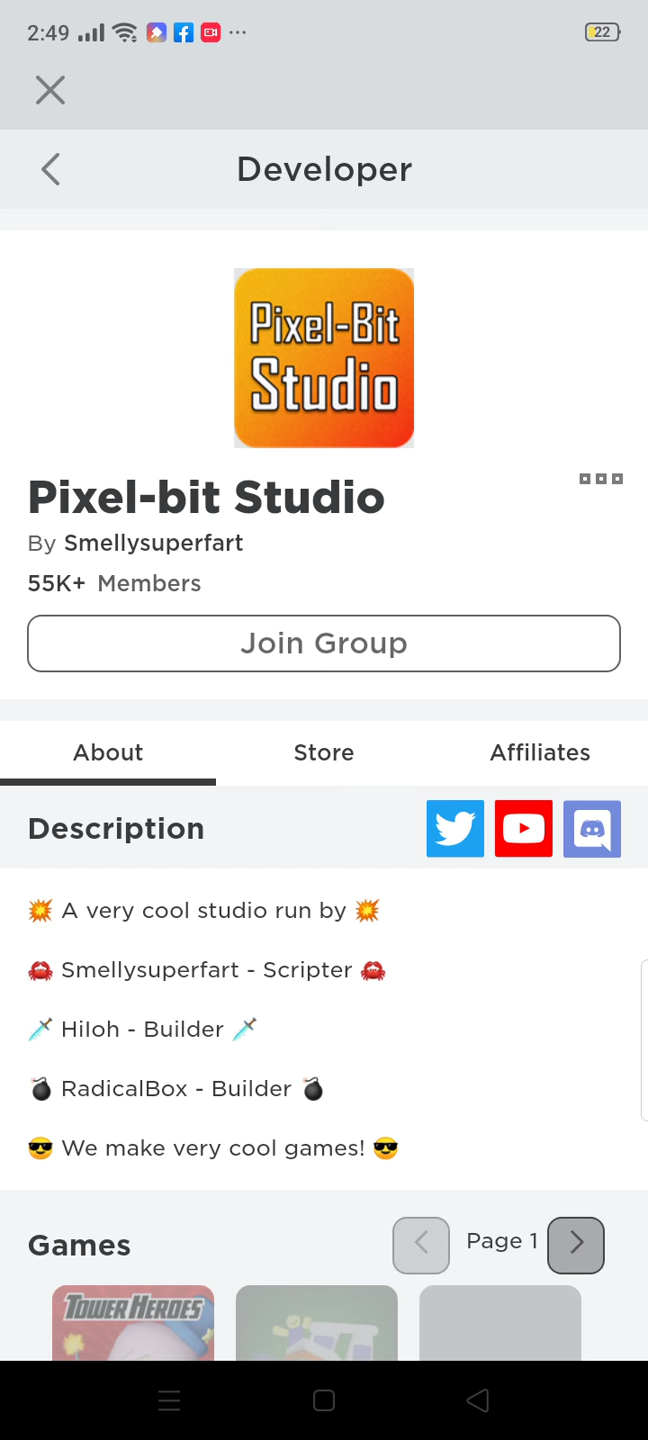 2:49
22
Developer
Pixel-Bit
Studio
Pixel-bit Studio
By Smellysuperfart
55K+ Members
Join Group
About Store Affiliates
Description
💥 A very cool studio run by 💥
🦀 Smellysuperfart - Scripter 🦀
🗡️ Hiloh - Builder 🗡️
💣 RadicalBox - Builder 💣
😎 We make very cool games! 😎
Games
Page 1
TOWER HEROES